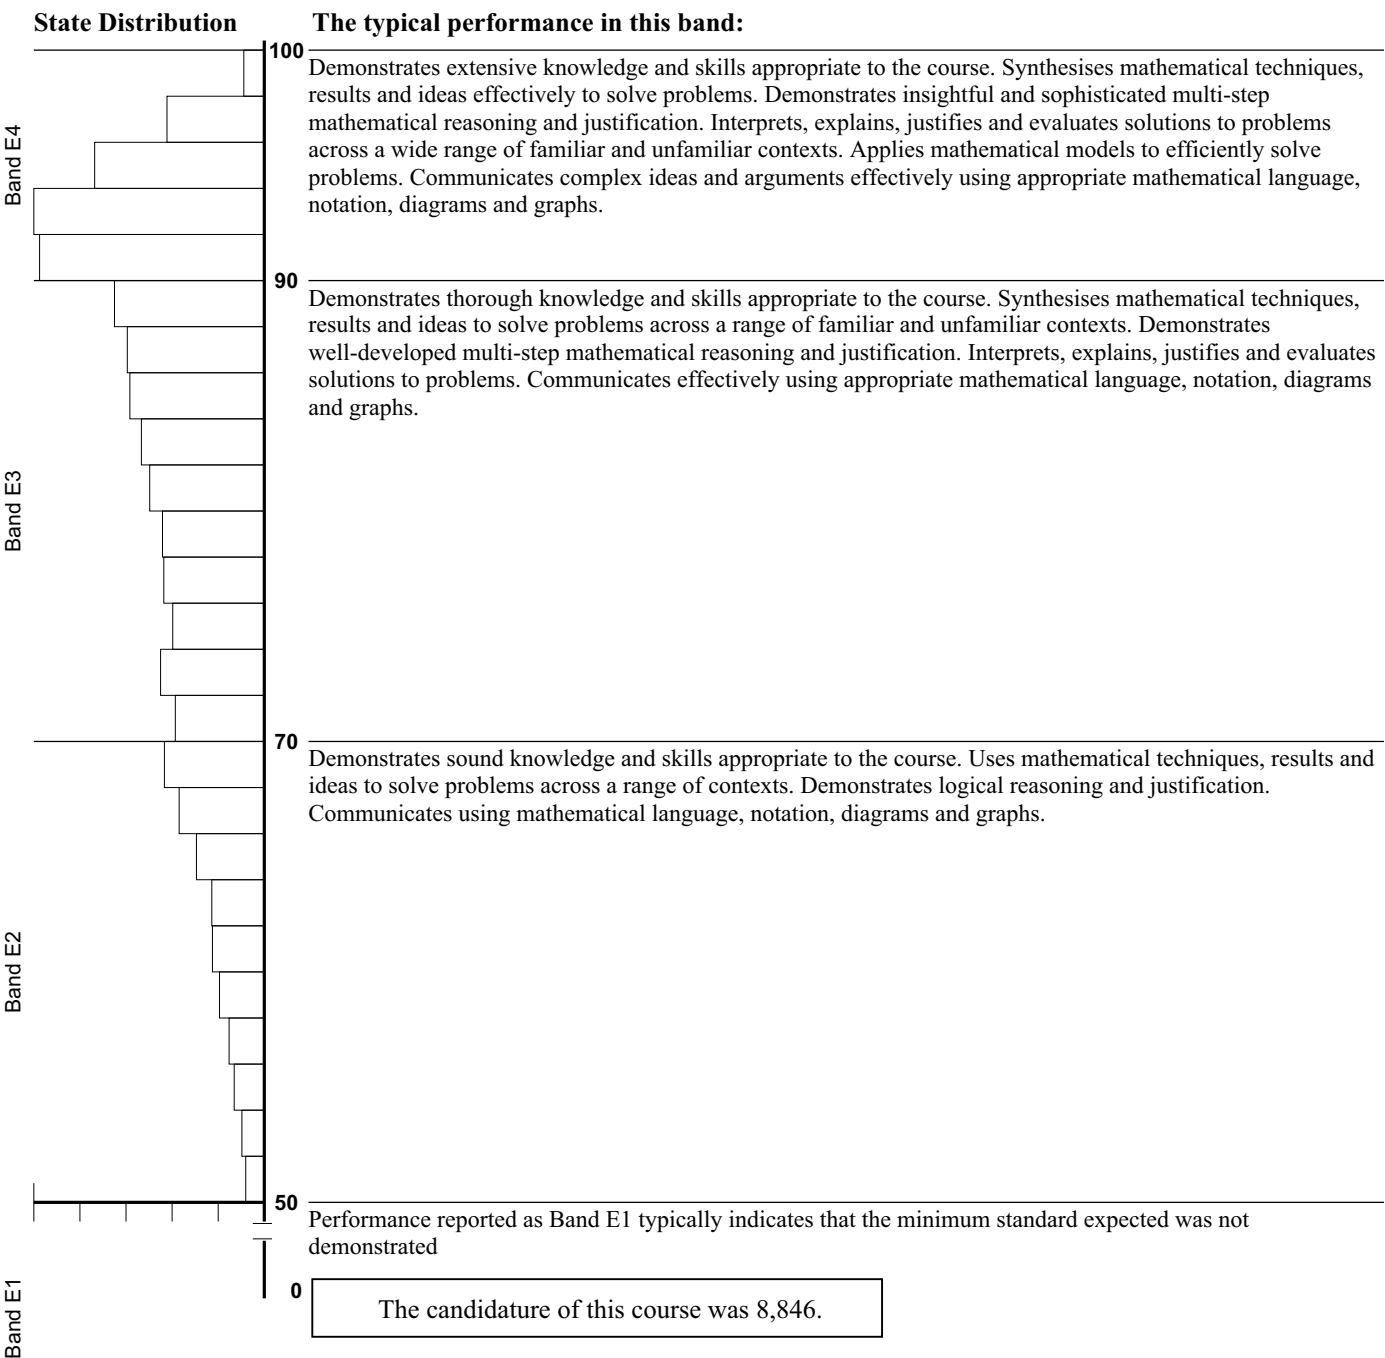 State Distribution
The typical performance in this band:
100
Demonstrates extensive knowledge and skills appropriate to the course. Synthesises mathematical techniques,
results and ideas effectively to solve problems. Demonstrates insightful and sophisticated multi-step
mathematical reasoning and justification. Interprets, explains, justifies and evaluates solutions to problems
across a wide range of familiar and unfamiliar contexts. Applies mathematical models to efficiently solve
problems. Communicates complex ideas and arguments effectively using appropriate mathematical language,
notation, diagrams and graphs.
Band E4
90
Demonstrates thorough knowledge and skills appropriate to the course. Synthesises mathematical techniques,
results and ideas to solve problems across a range of familiar and unfamiliar contexts. Demonstrates
well-developed multi-step mathematical reasoning and justification. Interprets, explains, justifies and evaluates
solutions to problems. Communicates effectively using appropriate mathematical language, notation, diagrams
and graphs.
Band E3
70
Demonstrates sound knowledge and skills appropriate to the course. Uses mathematical techniques, results and
ideas to solve problems across a range of contexts. Demonstrates logical reasoning and justification.
Communicates using mathematical language, notation, diagrams and graphs.
Band E2
50
Performance reported as Band E1 typically indicates that the minimum standard expected was not
demonstrated
0
Band E1
The candidature of this course was 8,846.